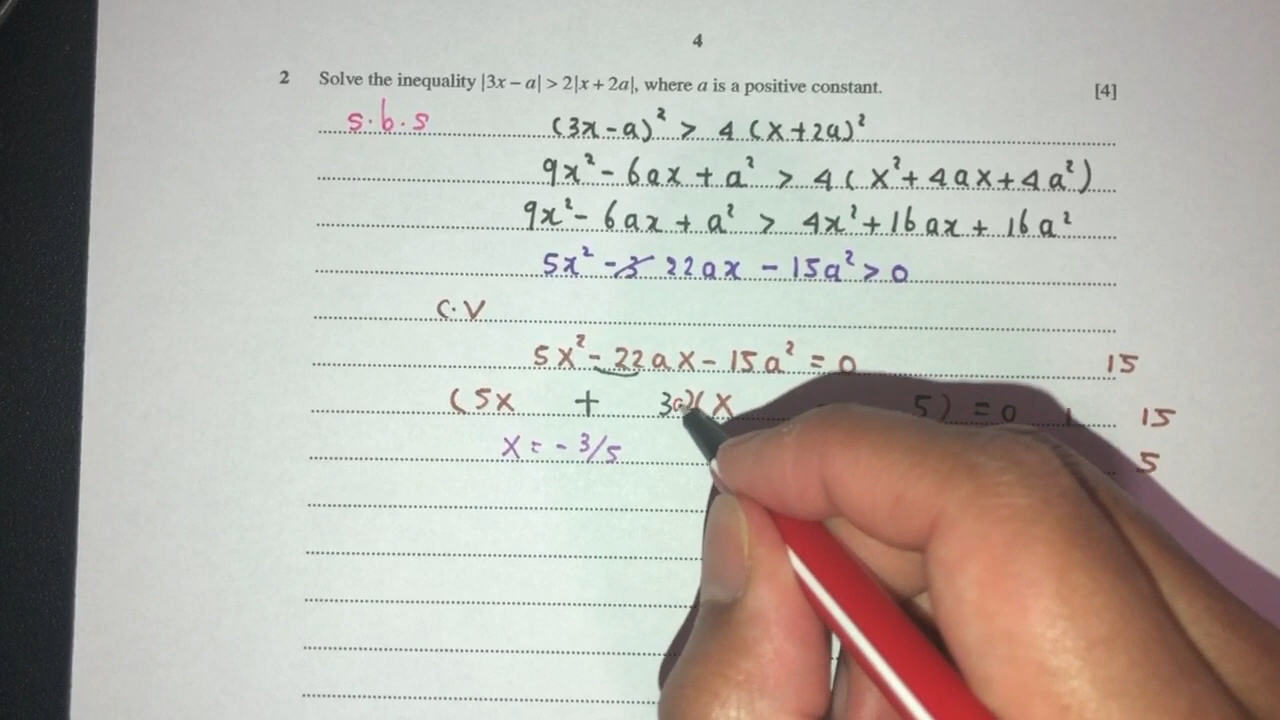 4
2 Solve the inequality |3x – a| > 2|x + 2a|, where a is a positive constant. [4]
s.b.s (3x-a)² > 4(x+2a)²
9x² - 6ax + a² > 4(x² + 4ax + 4a²)
9x² - 6ax + a² > 4x² + 16ax + 16a²
5x² - 22ax - 15a² > 0
C.V
5x² - 22ax - 15a² = 0 15
(5x + 3a)(x 5) = 0 1 15
x = - 3/5 5